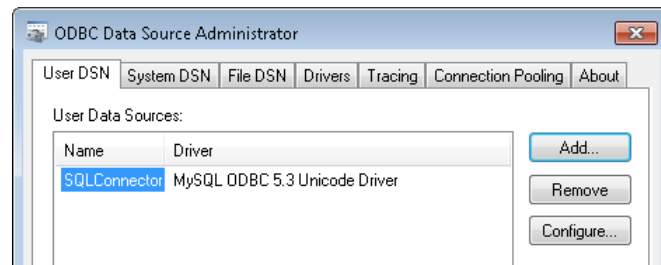 ODBC Data Source Administrator
User DSN System DSN File DSN Drivers Tracing Connection Pooling About
User Data Sources:
Name Driver Add...
SQLConnector MySQL ODBC 5.3 Unicode Driver Remove
Configure...